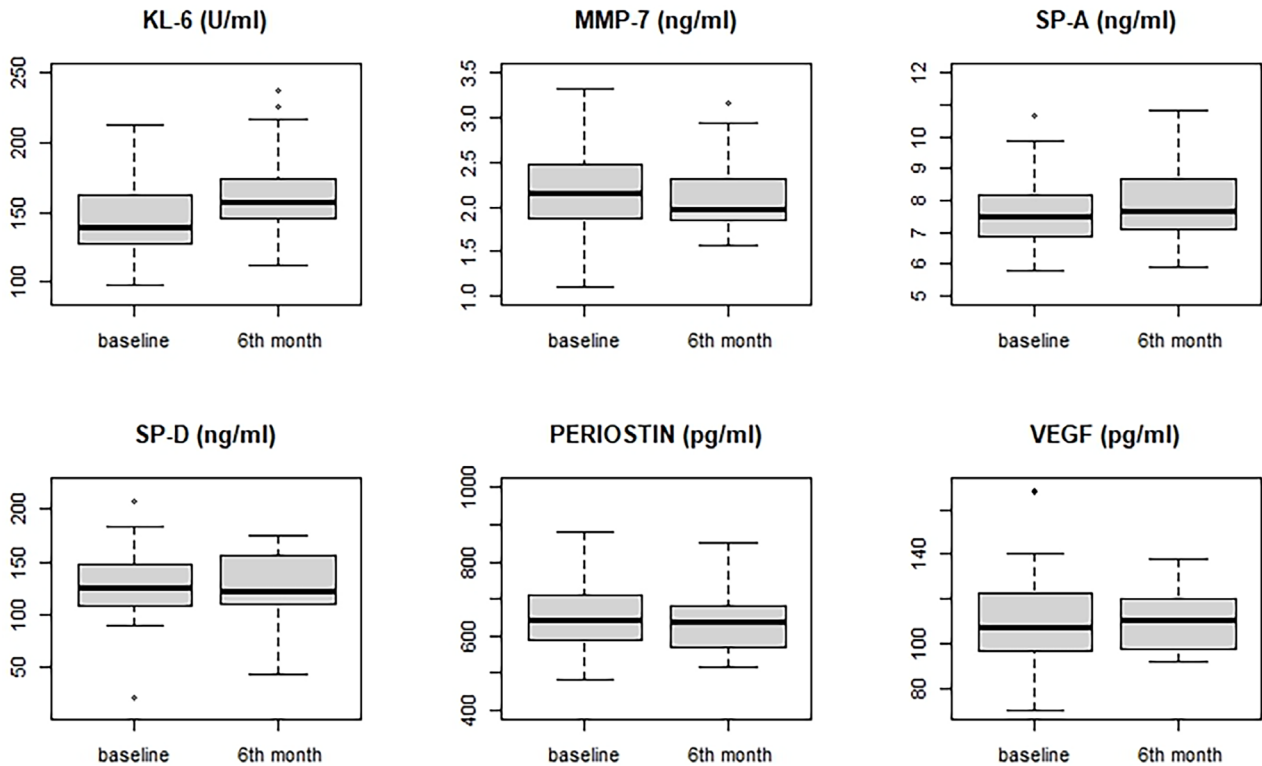 KL-6 (U/ml)
250
200
150
100
baseline
6th month
MMP-7 (ng/ml)
3.5
3.0
2.5
2.0
1.5
1.0
baseline
6th month
SP-A (ng/ml)
12
10
9
8
7
6
5
baseline
6th month
SP-D (ng/ml)
200
150
100
50
baseline
6th month
PERIOSTIN (pg/ml)
1000
800
600
400
baseline
6th month
VEGF (pg/ml)
140
100
80
baseline
6th month